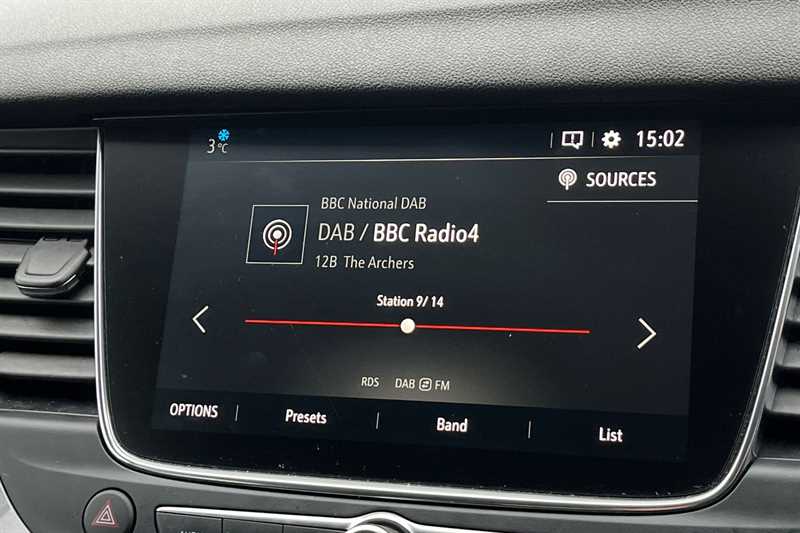 3°C
15:02
SOURCES
BBC National DAB
DAB / BBC Radio4
12B The Archers
Station 9/14
RDS DAB FM
OPTIONS Presets Band List